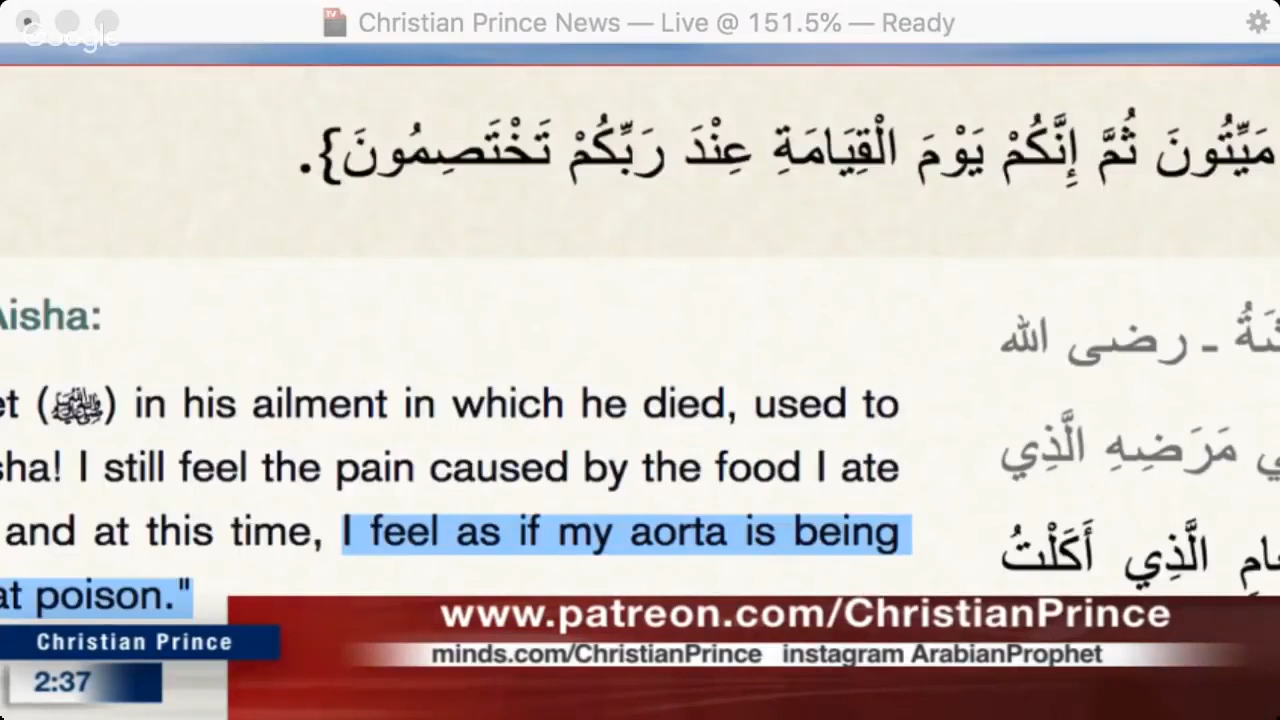 Christian Prince News — Live @ 151.5% — Ready
Google
مَيِّتُونَ ثُمَّ إِنَّكُمْ يَوْمَ الْقِيَامَةِ عِنْدَ رَبِّكُمْ تَخْتَصِمُونَ}.
Aisha:
ـ رضى الله
et (ﷺ) in his ailment in which he died, used to
sha! I still feel the pain caused by the food I ate
مَرَضِهِ الَّذِي
and at this time, I feel as if my aorta is being
الَّذِي أَكَلْتُ
at poison."
www.patreon.com/ChristianPrince
Christian Prince
minds.com/ChristianPrince instagram ArabianProphet
2:37